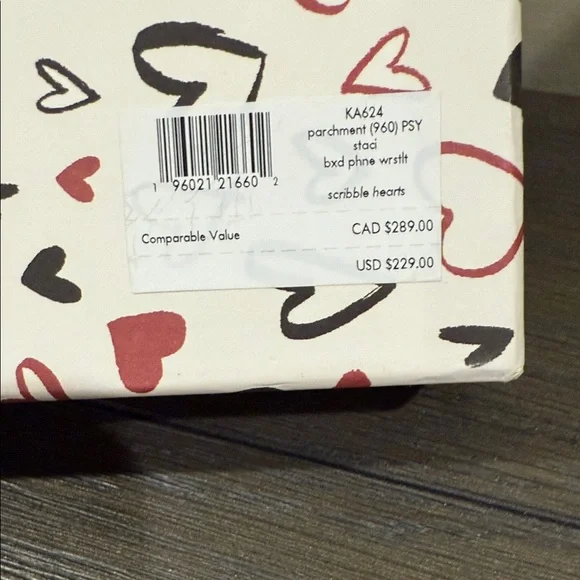 KA624
parchment (960) PSY
staci
bxd phne wrstlt
scribble hearts
1 96021 21660 2
Comparable Value
CAD $289.00
USD $229.00